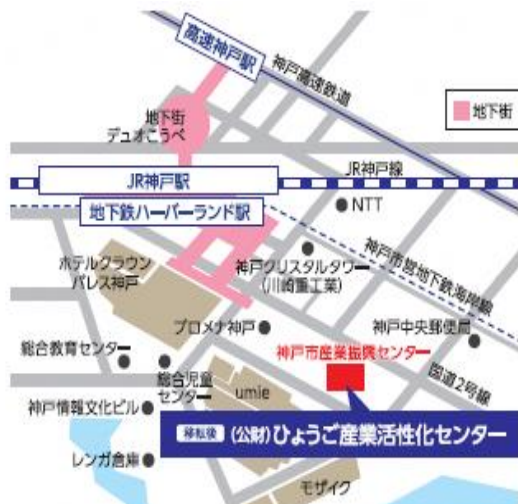 高速神戸駅
神戸高速鉄道
地下街
デュオこうべ
地下街
JR神戸線
JR神戸駅
地下鉄ハーバーランド駅
NTT
神戸市営地下鉄海岸線
ホテルクラウン
パレス神戸
神戸クリスタルタワー
(川崎重工業)
プロメナ神戸
神戸中央郵便局
神戸市産業振興センター
総合教育センター
総合児童
センター
umie
国道2号線
神戸情報文化ビル
移転後 (公財)ひょうご産業活性化センター
レンガ倉庫
モザイク